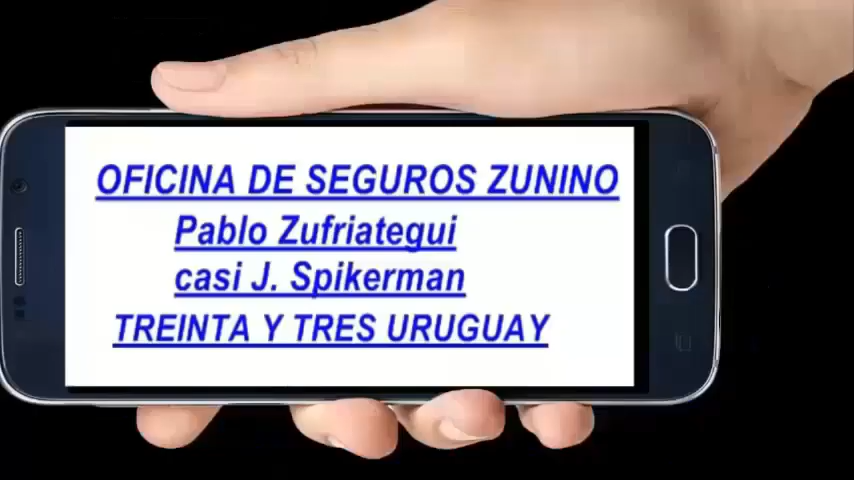 OFICINA DE SEGUROS ZUNINO
Pablo Zufriategui
casi J. Spikerman
TREINTA Y TRES URUGUAY